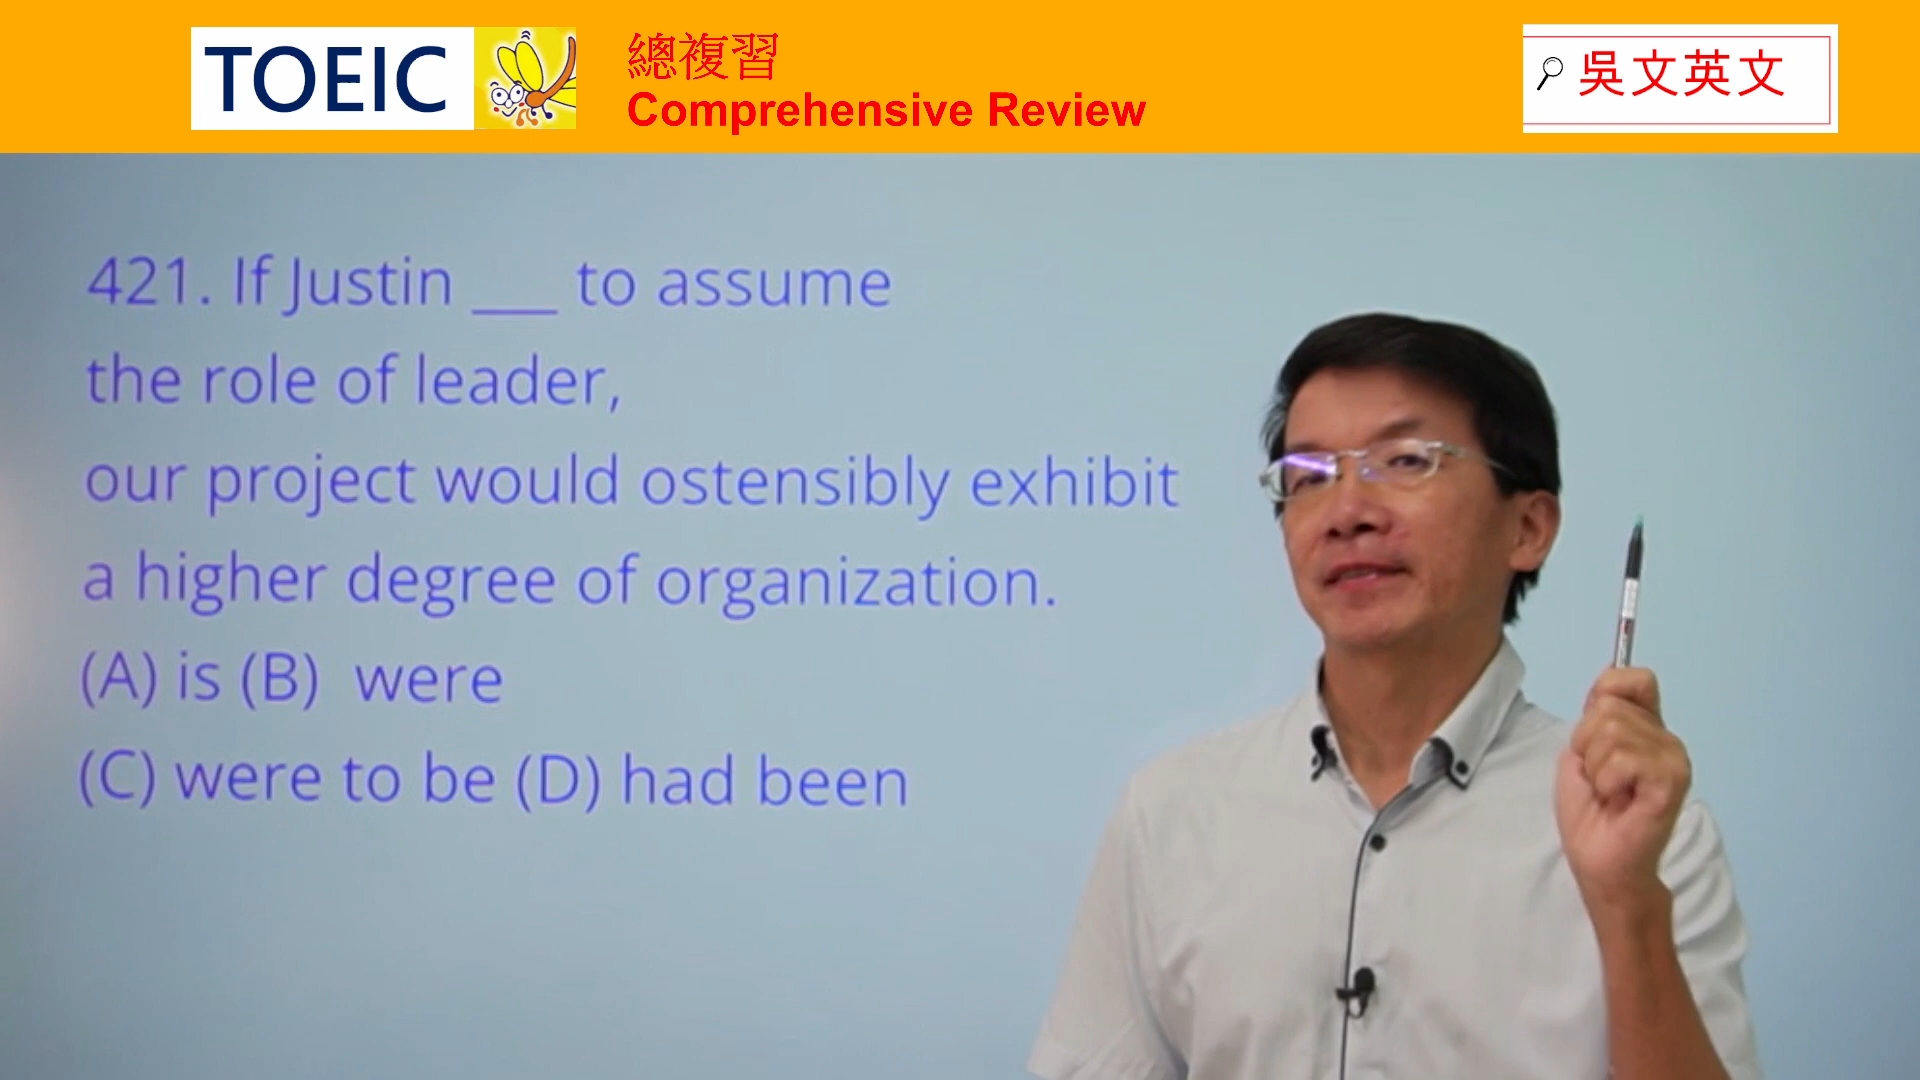 TOEIC
總複習
Comprehensive Review
吳文英文
421. If Justin ___ to assume
the role of leader,
our project would ostensibly exhibit
a higher degree of organization.
(A) is (B) were
(C) were to be (D) had been